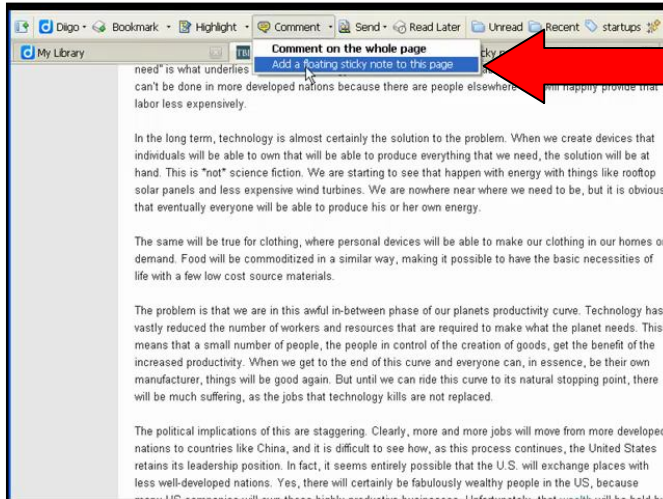 Diigo Bookmark Highlight Comment Send Read Later Unread Recent startups
My Library TBI
Comment on the whole page
Add a floating sticky note to this page
need" is what underlies
can't be done in more developed nations because there are people elsewhere will happily provide that
labor less expensively.
In the long term, technology is almost certainly the solution to the problem. When we create devices that
individuals will be able to own that will be able to produce everything that we need, the solution will be at
hand. This is *not* science fiction. We are starting to see that happen with energy with things like rooftop
solar panels and less expensive wind turbines. We are nowhere near where we need to be, but it is obvious
that eventually everyone will be able to produce his or her own energy.
The same will be true for clothing, where personal devices will be able to make our clothing in our homes on
demand. Food will be commoditized in a similar way, making it possible to have the basic necessities of
life with a few low cost source materials.
The problem is that we are in this awful in-between phase of our planets productivity curve. Technology has
vastly reduced the number of workers and resources that are required to make what the planet needs. This
means that a small number of people, the people in control of the creation of goods, get the benefit of the
increased productivity. When we get to the end of this curve and everyone can, in essence, be their own
manufacturer, things will be good again. But until we can ride this curve to its natural stopping point, there
will be much suffering, as the jobs that technology kills are not replaced.
The political implications of this are staggering. Clearly, more and more jobs will move from more developed
nations to countries like China, and it is difficult to see how, as this process continues, the United States
retains its leadership position. In fact, it seems entirely possible that the U.S. will exchange places with
less well-developed nations. Yes, there will certainly be fabulously wealthy people in the US, because
many US companies will own these highly productive businesses. Unfortunately, that wealth will be held by